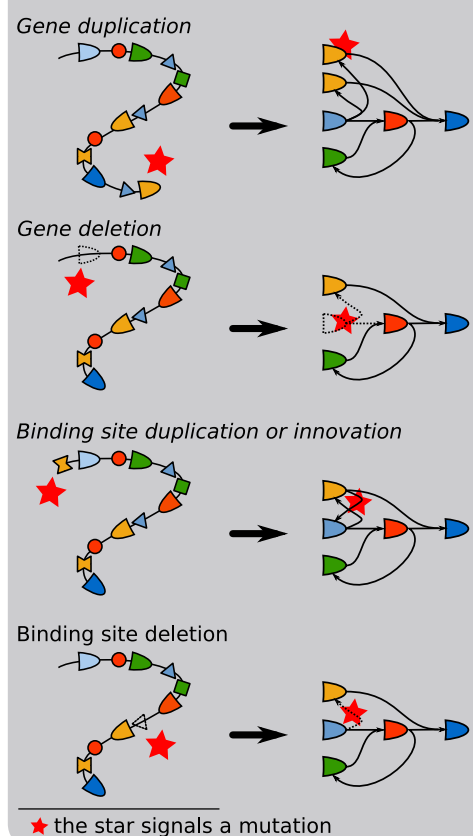 Gene duplication
Gene deletion
Binding site duplication or innovation
Binding site deletion
the star signals a mutation